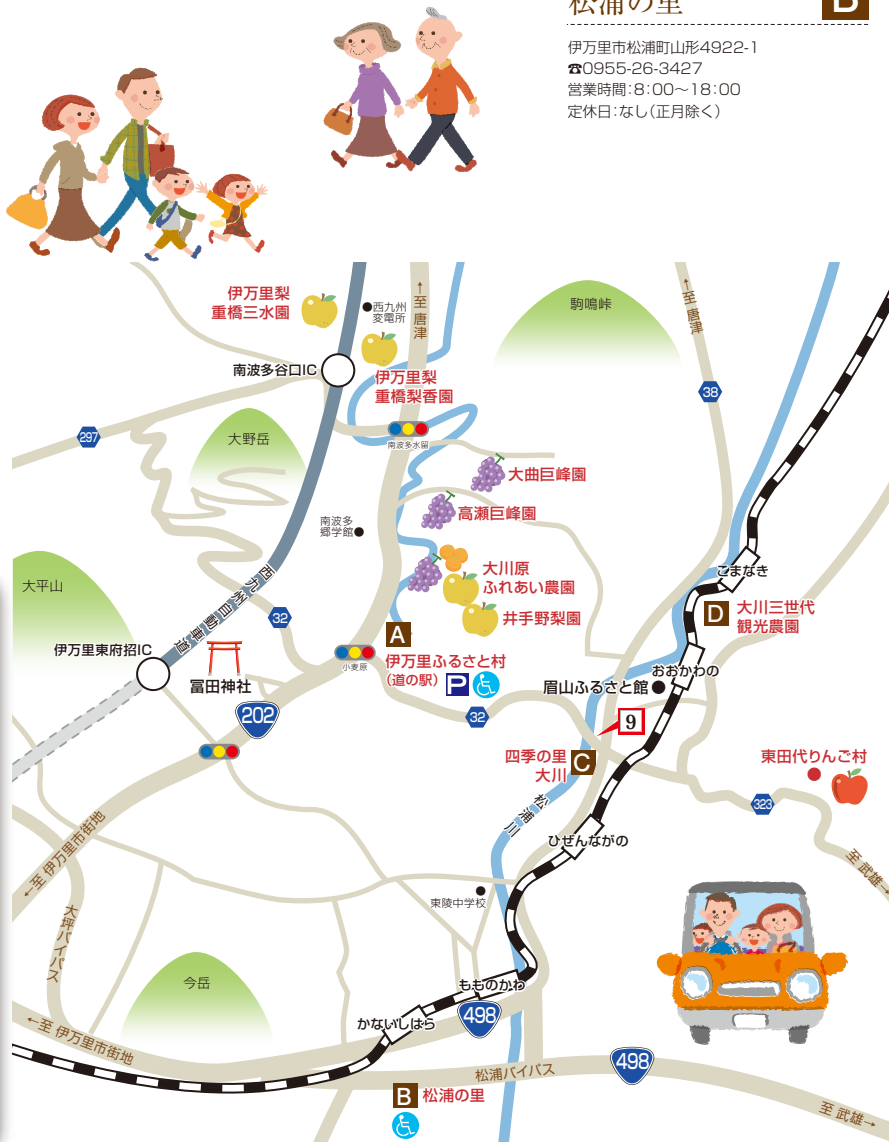 松浦の里
B
伊万里市松浦町山形4922-1
☎0955-26-3427
営業時間:8:00〜18:00
定休日:なし(正月除く)
伊万里梨
重橋三水園
西九州
変電所
←至 唐津
駒鳴峠
←至 唐津
南波多谷口IC
伊万里梨
重橋梨香園
38
297
大野岳
南波多水留
大曲巨峰園
高瀬巨峰園
南波多
郷学館
大平山
西九州自動車道
大川原
ふれあい農園
こまなき
32
井手野梨園
D
大川三世代
観光農園
A
伊万里東府招IC
小麦原
伊万里ふるさと村
(道の駅)
P
おおかわの
眉山ふるさと館
冨田神社
202
32
9
四季の里
大川
C
東田代りんご村
松浦川
323
ひぜんながの
←至 伊万里市街地
至 武雄→
東陵中学校
大坪バイパス
今岳
もものかわ
498
かないしはら
←至 伊万里市街地
松浦バイパス
498
B
松浦の里
至 武雄→